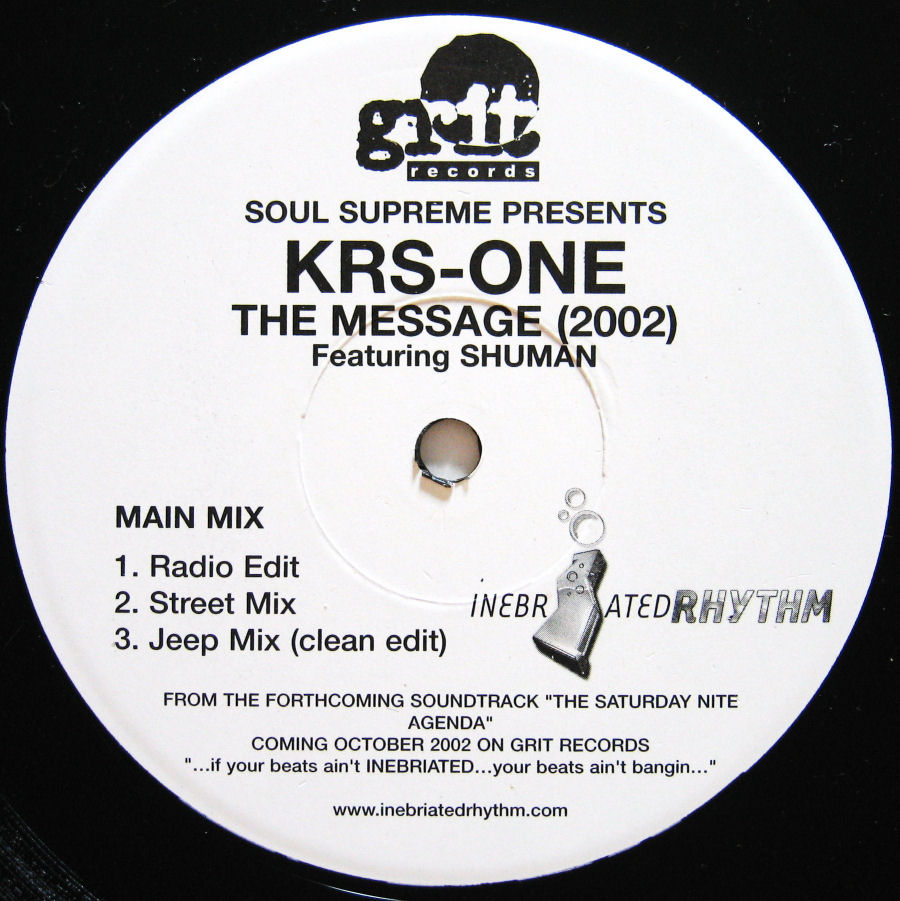 grit
records
SOUL SUPREME PRESENTS
KRS-ONE
THE MESSAGE (2002)
Featuring SHUMAN
MAIN MIX
1. Radio Edit
2. Street Mix
3. Jeep Mix (clean edit)
INEBRIATEDRHYTHM
FROM THE FORTHCOMING SOUNDTRACK "THE SATURDAY NITE
AGENDA"
COMING OCTOBER 2002 ON GRIT RECORDS
"...if your beats ain't INEBRIATED...your beats ain't bangin..."
www.inebriatedrhythm.com